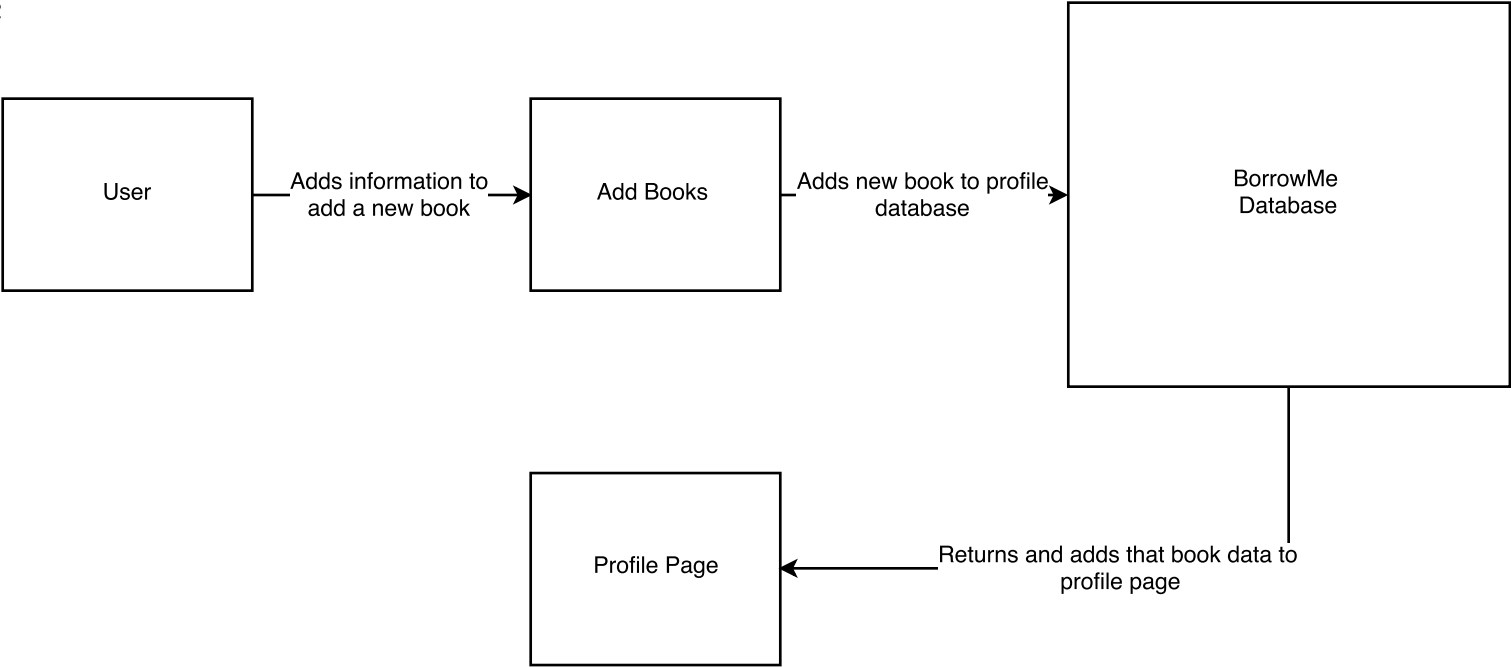 User
Adds information to
add a new book
Add Books
Adds new book to profile
database
BorrowMe
Database
Profile Page
Returns and adds that book data to
profile page